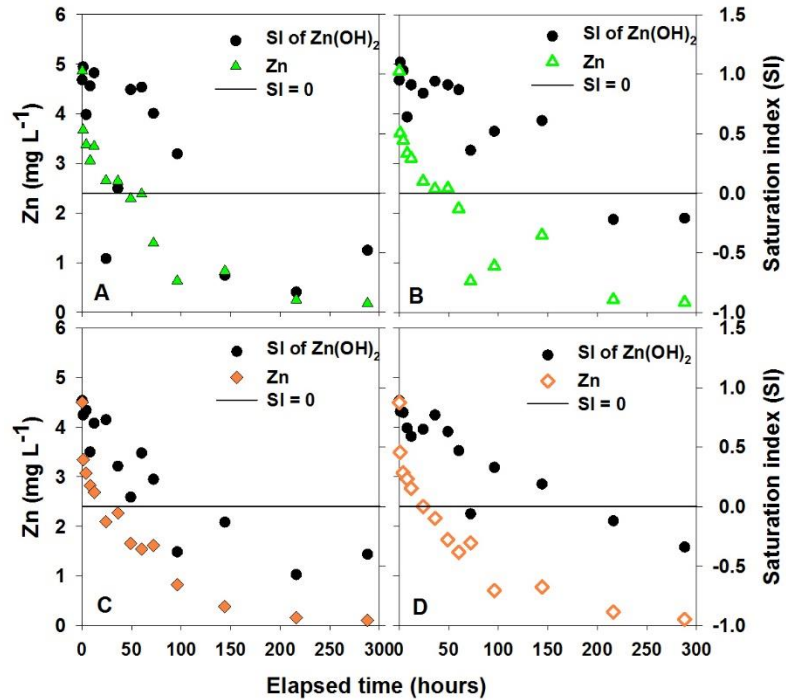 6
5
4
3
2
1
0
Zn (mg L⁻¹)
SI of Zn(OH)₂
Zn
SI = 0
A
SI of Zn(OH)₂
Zn
SI = 0
B
1.5
1.0
0.5
0.0
-0.5
-1.0
Saturation index (SI)
6
5
4
3
2
1
0
Zn (mg L⁻¹)
SI of Zn(OH)₂
Zn
SI = 0
C
SI of Zn(OH)₂
Zn
SI = 0
D
1.5
1.0
0.5
0.0
-0.5
-1.0
Saturation index (SI)
0 50 100 150 200 250 300
0 50 100 150 200 250 300
Elapsed time (hours)